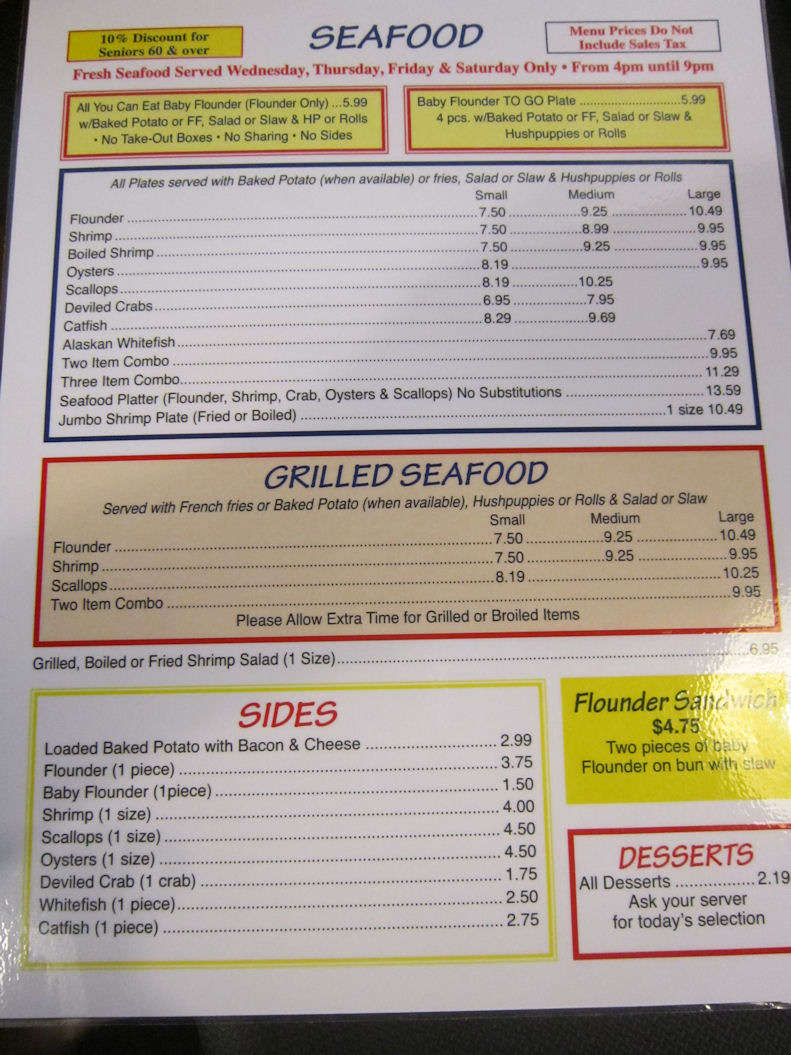 10% Discount for
Seniors 60 & over
SEAFOOD
Menu Prices Do Not
Include Sales Tax
Fresh Seafood Served Wednesday, Thursday, Friday & Saturday Only • From 4pm until 9pm
All You Can Eat Baby Flounder (Flounder Only) ...5.99
w/Baked Potato or FF, Salad or Slaw & HP or Rolls
• No Take-Out Boxes • No Sharing • No Sides
Baby Flounder TO GO Plate ..............................5.99
4 pcs. w/Baked Potato or FF, Salad or Slaw &
Hushpuppies or Rolls
All Plates served with Baked Potato (when available) or fries, Salad or Slaw & Hushpuppies or Rolls
Small Medium Large
Flounder ........ 7.50 ........ 9.25 ........ 10.49
Shrimp ........ 7.50 ........ 8.99 ........ 9.95
Boiled Shrimp ........ 7.50 ........ 9.25 ........ 9.95
Oysters ........ 8.19 ........ 9.95
Scallops ........ 8.19 ........ 10.25
Deviled Crabs ........ 6.95 ........ 7.95
Catfish ........ 8.29 ........ 9.69
Alaskan Whitefish ........ 7.69
Two Item Combo ........ 9.95
Three Item Combo ........ 11.29
Seafood Platter (Flounder, Shrimp, Crab, Oysters & Scallops) No Substitutions ........ 13.59
Jumbo Shrimp Plate (Fried or Boiled) ........ 1 size 10.49
GRILLED SEAFOOD
Served with French fries or Baked Potato (when available), Hushpuppies or Rolls & Salad or Slaw
Small Medium Large
Flounder ........ 7.50 ........ 9.25 ........ 10.49
Shrimp ........ 7.50 ........ 9.25 ........ 9.95
Scallops ........ 8.19 ........ 10.25
Two Item Combo ........ 9.95
Please Allow Extra Time for Grilled or Broiled Items
Grilled, Boiled or Fried Shrimp Salad (1 Size) ........ 6.95
SIDES
Loaded Baked Potato with Bacon & Cheese ........ 2.99
Flounder (1 piece) ........ 3.75
Baby Flounder (1piece) ........ 1.50
Shrimp (1 size) ........ 4.00
Scallops (1 size) ........ 4.50
Oysters (1 size) ........ 4.50
Deviled Crab (1 crab) ........ 1.75
Whitefish (1 piece) ........ 2.50
Catfish (1 piece) ........ 2.75
Flounder Sandwich
$4.75
Two pieces of baby
Flounder on bun with slaw
DESSERTS
All Desserts ........ 2.19
Ask your server
for today's selection